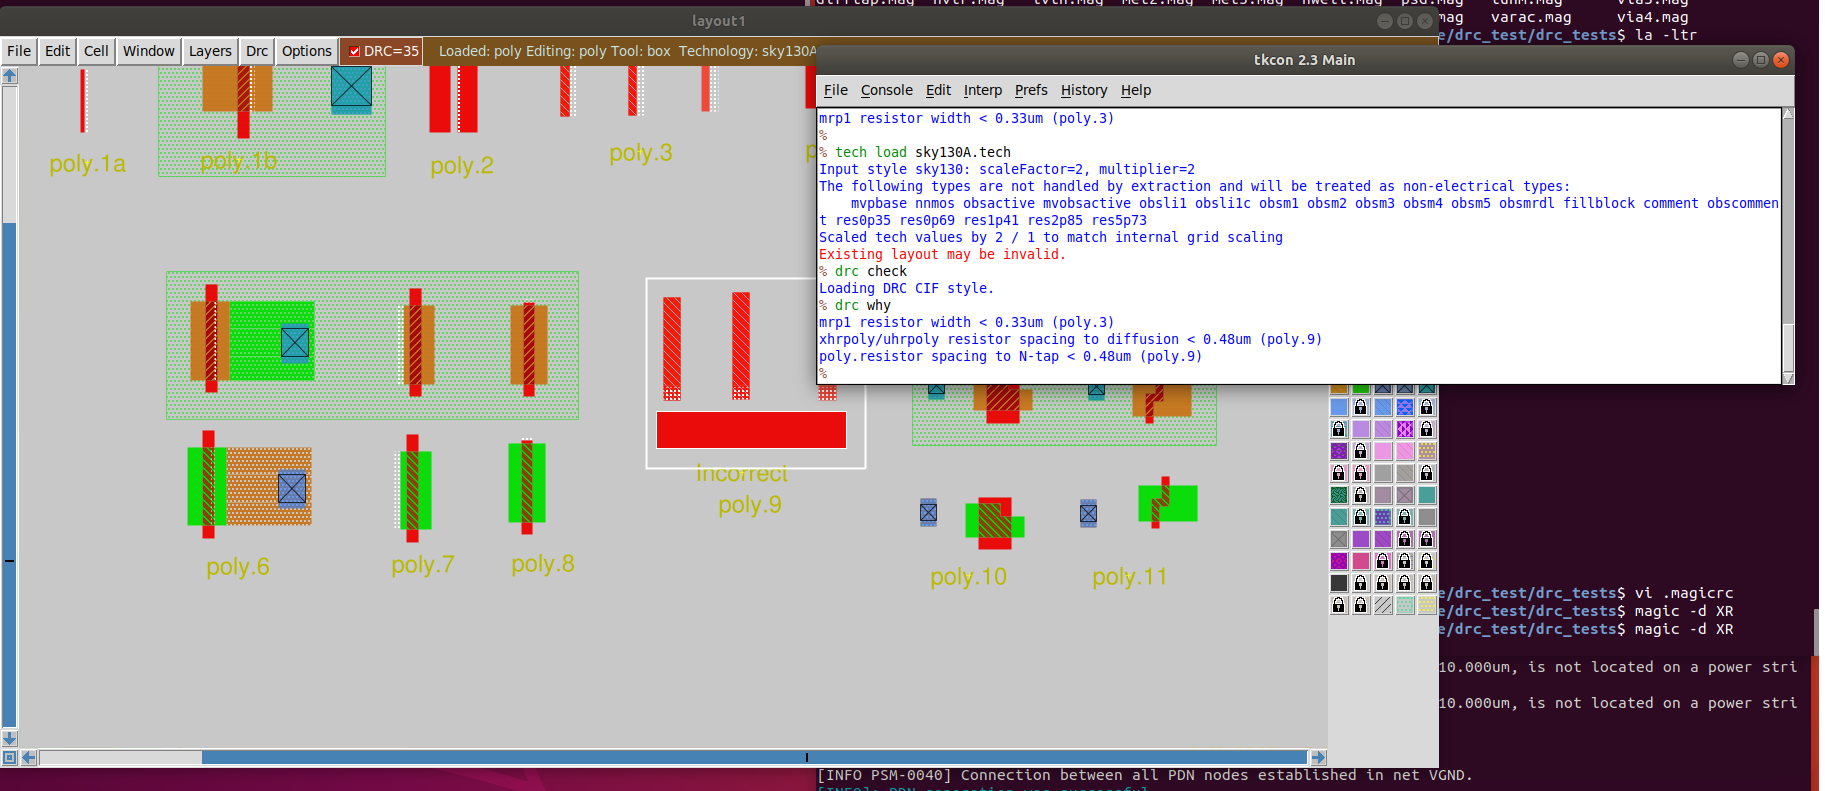 layout1
File Edit Cell Window Layers Drc Options DRC=35 Loaded: poly Editing: poly Tool: box Technology: sky130A
poly.1a
poly.1b
poly.2
poly.3
poly.6
poly.7
poly.8
Incorrect
poly.9
poly.10
poly.11
tkcon 2.3 Main
File Console Edit Interp Prefs History Help
mrp1 resistor width < 0.33um (poly.3)
%
% tech load sky130A.tech
Input style sky130: scaleFactor=2, multiplier=2
The following types are not handled by extraction and will be treated as non-electrical types:
mvpbase nnmos obsactive mvobsactive obsli1 obsli1c obsm1 obsm2 obsm3 obsm4 obsm5 obsmrdl fillblock comment obscommen
t res0p35 res0p69 res1p41 res2p85 res5p73
Scaled tech values by 2 / 1 to match internal grid scaling
Existing layout may be invalid.
% drc check
Loading DRC CIF style.
% drc why
mrp1 resistor width < 0.33um (poly.3)
xhrpoly/uhrpoly resistor spacing to diffusion < 0.48um (poly.9)
poly.resistor spacing to N-tap < 0.48um (poly.9)
%
mag varac.mag via4.mag
e/drc_test/drc_tests$ la -ltr
e/drc_test/drc_tests$ vi .magicrc
e/drc_test/drc_tests$ magic -d XR
e/drc_test/drc_tests$ magic -d XR
10.000um, is not located on a power stri
10.000um, is not located on a power stri
[INFO PSM-0040] Connection between all PDN nodes established in net VGND.